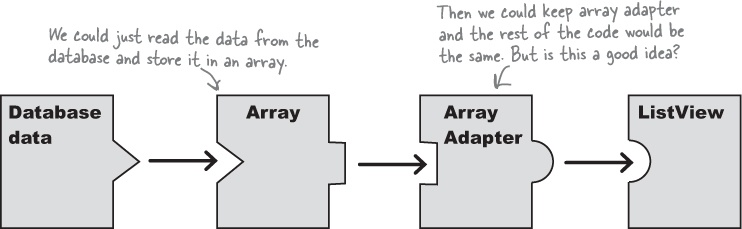 We could just read the data from the
database and store it in an array.
Then we could keep array adapter
and the rest of the code would be
the same. But is this a good idea?
Database
data
Array
Array
Adapter
ListView